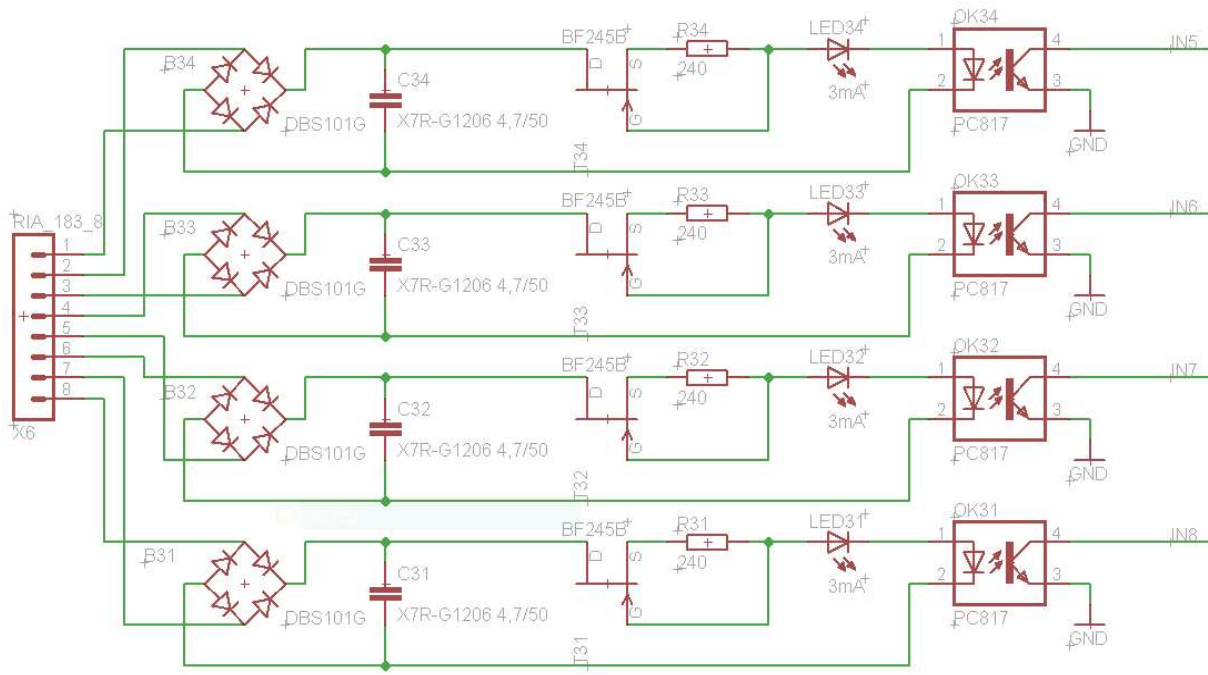 B34
DBS101G
C34
X7R-G1206 4,7/50
BF245B
D
S
G
T34
R34
240
LED34
3mA
OK34
1
2
4
3
PC817
IN5
GND
RIA_183_8
1
2
3
4
5
6
7
8
X6
B33
DBS101G
C33
X7R-G1206 4,7/50
BF245B
D
S
G
T33
R33
240
LED33
3mA
OK33
1
2
4
3
PC817
IN6
GND
B32
DBS101G
C32
X7R-G1206 4,7/50
BF245B
D
S
G
T32
R32
240
LED32
3mA
OK32
1
2
4
3
PC817
IN7
GND
B31
DBS101G
C31
X7R-G1206 4,7/50
BF245B
D
S
G
T31
R31
240
LED31
3mA
OK31
1
2
4
3
PC817
IN8
GND